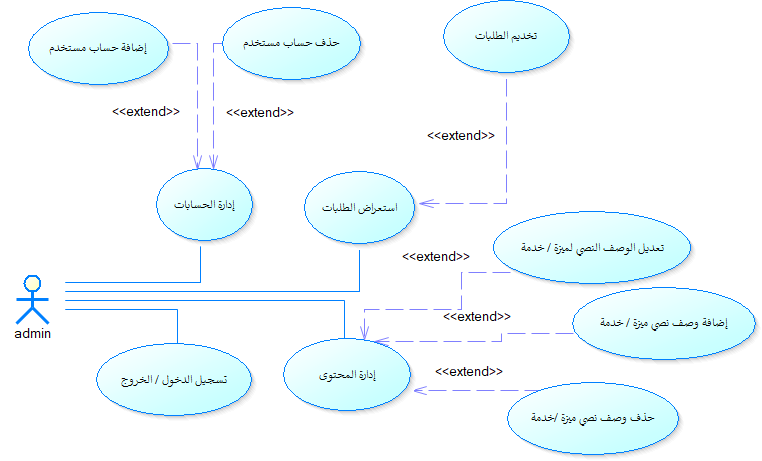 تخديم الطلبات
حذف حساب مستخدم
إضافة حساب مستخدم
<<extend>>
<<extend>>
<<extend>>
إدارة الحسابات
استعراض الطلبات
تعديل الوصف النصي لميزة / خدمة
<<extend>>
<<extend>>
إضافة وصف نصي ميزة / خدمة
admin
<<extend>>
إدارة المحتوى
تسجيل الدخول / الخروج
حذف وصف نصي ميزة /خدمة